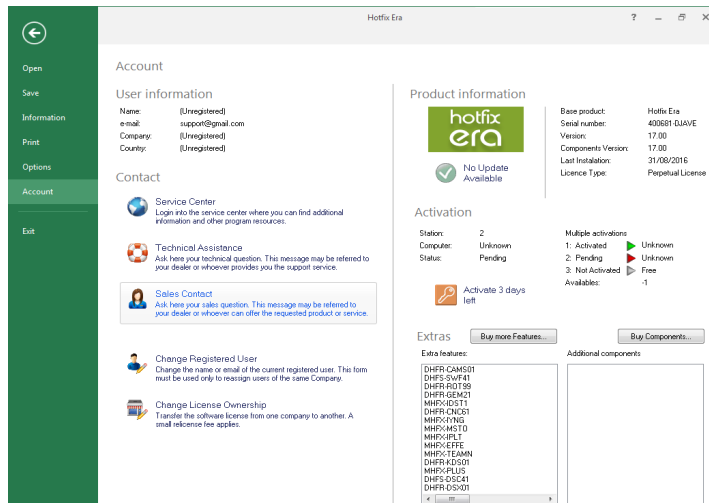 Hotfix Era
Open
Save
Information
Print
Options
Account
Exit
Account
User information
Name: (Unregistered)
e-mail: support@gmail.com
Company: (Unregistered)
Country: (Unregistered)
Contact
Service Center
Login into the service center where you can find additional
information and other program resources.
Technical Assistance
Ask here your technical question. This message may be referred to
your dealer or whoever provides you the support service.
Sales Contact
Ask here your sales question. This message may be referred to
your dealer or whoever can offer the requested product or service.
Change Registered User
Change the name or email of the current registered user. This form
must be used only to reassign users of the same Company.
Change License Ownership
Transfer the software license from one company to another. A
small relicense fee applies.
Product information
hotfix
era
No Update
Available
Base product: Hotfix Era
Serial number: 400681-DJAVE
Version: 17.00
Components Version: 17.00
Last Instalation: 31/08/2016
Licence Type: Perpetual License
Activation
Station: 2
Computer: Unknown
Status: Pending
Activate 3 days
left
Multiple activations
1: Activated Unknown
2: Pending Unknown
3: Not Activated Free
Availables: -1
Extras
Buy more Features...
Buy Components...
Extra features:
DHFR-CAMS01
DHFS-SWF41
DHFR-ROT99
DHFR-GEM21
MHFX-IDST1
DHFR-CNC61
MHFX-IYNG
MHFX-MSTO
MHFX-IPLT
MHFX-EFFE
MHFX-TEAMN
DHFR-KDS01
MHFX-PLUS
DHFS-DSC41
DHFR-DSX01
Additional components